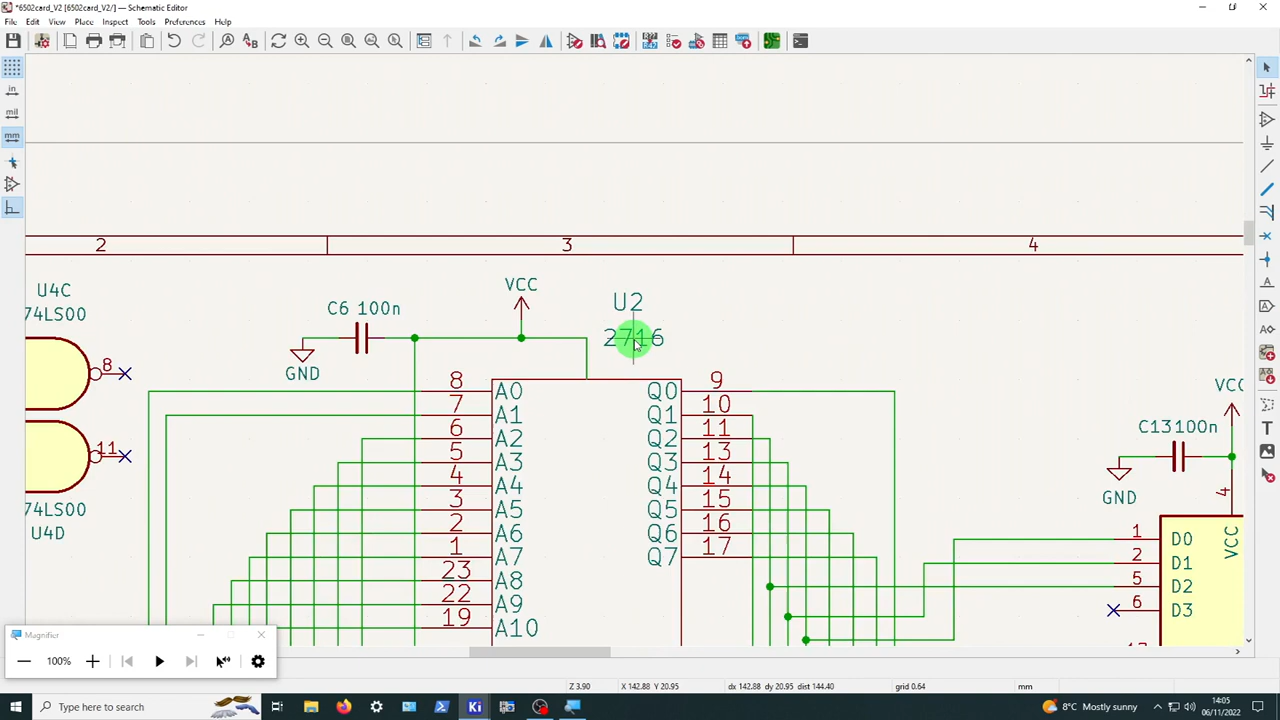 *6502card_V2 [6502card_V2/] — Schematic Editor
File Edit View Place Inspect Tools Preferences Help
in
mil
mm
2 3 4
U4C
74LS00
8
11
74LS00
U4D
C6 100n
GND
VCC
U2
2716
8 A0 Q0 9
7 A1 Q1 10
6 A2 Q2 11
5 A3 Q3 13
4 A4 Q4 14
3 A5 Q5 15
2 A6 Q6 16
1 A7 Q7 17
23 A8
22 A9
19 A10
VCC
C13 100n
GND
4
VCC
1 D0
2 D1
5 D2
6 D3
Magnifier
100%
Z 3.90 X 142.88 Y 20.95 dx 142.88 dy 20.95 dist 144.40 grid 0.64 mm
Type here to search
Ki
8°C Mostly sunny
14:05
06/11/2022